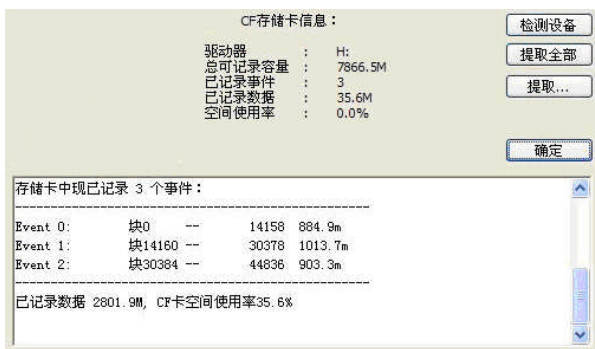 CF存储卡信息：
检测设备
驱动器 : H:
提取全部
总可记录容量 : 7866.5M
已记录事件 : 3
提取...
已记录数据 : 35.6M
空间使用率 : 0.0%
确定
存储卡中现已记录 3 个事件：
----------------------------------------------------------------
Event 0: 块0 -- 14158 884.9m
Event 1: 块14160 -- 30378 1013.7m
Event 2: 块30384 -- 44836 903.3m
----------------------------------------------------------------
已记录数据 2801.9M, CF卡空间使用率35.6%